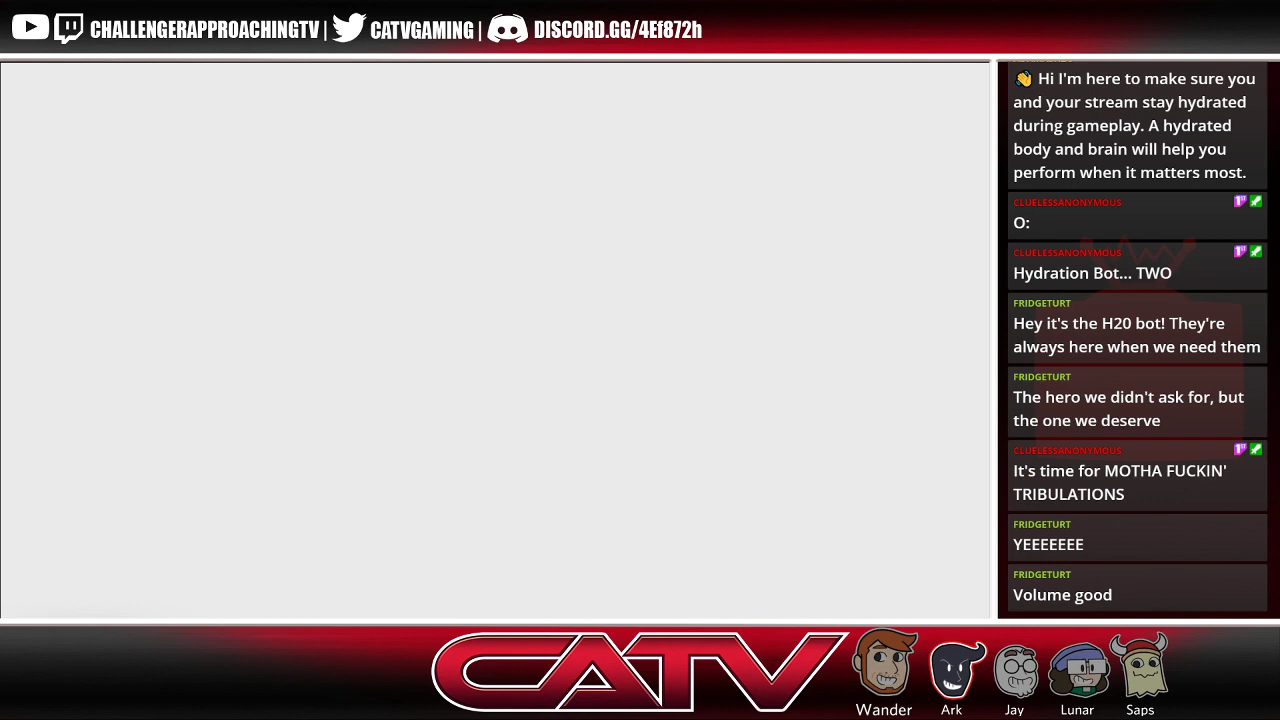 CHALLENGERAPPROACHINGTV | CATVGAMING | DISCORD.GG/4Ef872h
👋 Hi I'm here to make sure you
and your stream stay hydrated
during gameplay. A hydrated
body and brain will help you
perform when it matters most.
CLUELESSANONYMOUS
O:
CLUELESSANONYMOUS
Hydration Bot... TWO
FRIDGETURT
Hey it's the H20 bot! They're
always here when we need them
FRIDGETURT
The hero we didn't ask for, but
the one we deserve
CLUELESSANONYMOUS
It's time for MOTHA FUCKIN'
TRIBULATIONS
FRIDGETURT
YEEEEEEE
FRIDGETURT
Volume good
CATV
Wander Ark Jay Lunar Saps